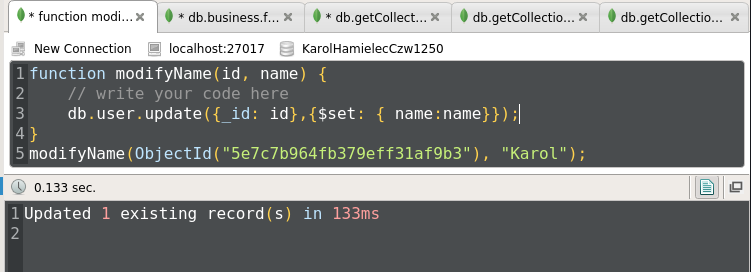 * function modi...
* db.business.f...
* db.getCollect...
db.getCollectio...
db.getCollectio...
New Connection
localhost:27017
KarolHamielecCzw1250
1 function modifyName(id, name) {
2 // write your code here
3 db.user.update({_id: id},{$set: { name:name}});
4 }
5 modifyName(ObjectId("5e7c7b964fb379eff31af9b3"), "Karol");
0.133 sec.
1 Updated 1 existing record(s) in 133ms
2